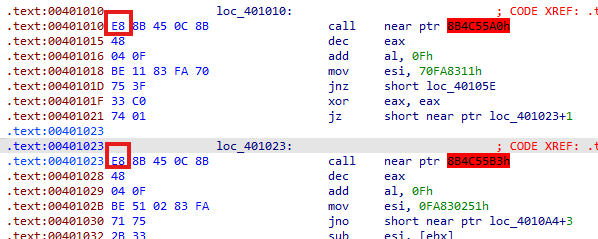 .text:00401010 loc_401010: ; CODE XREF: .t
.text:00401010 E8 8B 45 0C 8B call near ptr 8B4C55A0h
.text:00401015 48 dec eax
.text:00401016 04 0F add al, 0Fh
.text:00401018 BE 11 83 FA 70 mov esi, 70FA8311h
.text:0040101D 75 3F jnz short loc_40105E
.text:0040101F 33 C0 xor eax, eax
.text:00401021 74 01 jz short near ptr loc_401023+1
.text:00401023
.text:00401023 loc_401023: ; CODE XREF: .t
.text:00401023 E8 8B 45 0C 8B call near ptr 8B4C55B3h
.text:00401028 48 dec eax
.text:00401029 04 0F add al, 0Fh
.text:0040102B BE 51 02 83 FA mov esi, 0FA830251h
.text:00401030 71 75 jno short near ptr loc_4010A4+3
.text:00401032 2B 33 sub esi, [ebx]